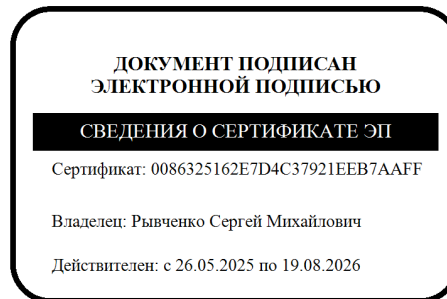 ДОКУМЕНТ ПОДПИСАН
ЭЛЕКТРОННОЙ ПОДПИСЬЮ
СВЕДЕНИЯ О СЕРТИФИКАТЕ ЭП
Сертификат: 0086325162E7D4C37921EEB7AAFF
Владелец: Рывченко Сергей Михайлович
Действителен: с 26.05.2025 по 19.08.2026